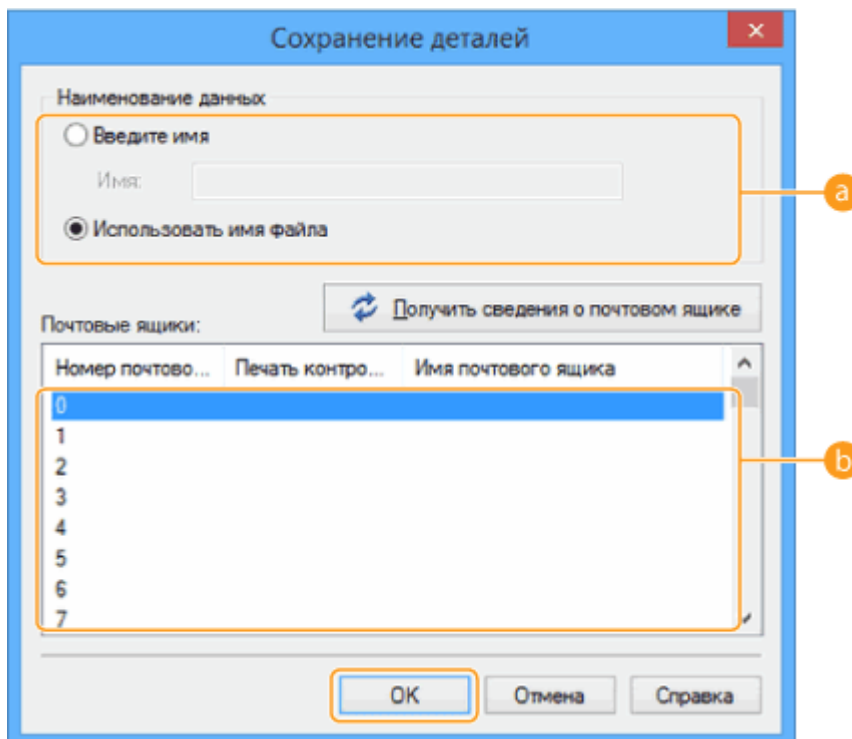 Сохранение деталей
Наименование данных
Введите имя
Имя:
a
Использовать имя файла
Получить сведения о почтовом ящике
Почтовые ящики:
Номер почтово... Печать контро... Имя почтового ящика
0
1
2
b
3
4
5
6
7
OK Отмена Справка